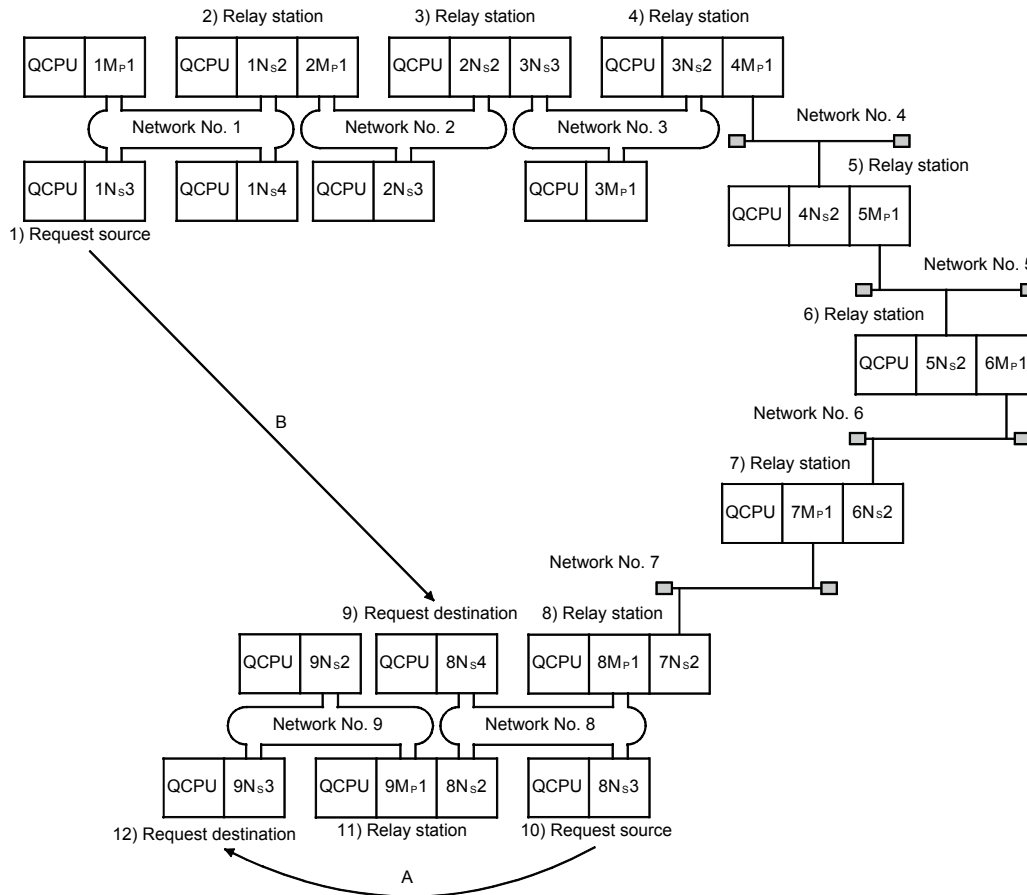 2) Relay station
3) Relay station
4) Relay station
QCPU 1MP1
QCPU 1NS2 2MP1
QCPU 2NS2 3NS3
QCPU 3NS2 4MP1
Network No. 1
Network No. 2
Network No. 3
Network No. 4
QCPU 1NS3
QCPU 1NS4
QCPU 2NS3
QCPU 3MP1
5) Relay station
QCPU 4NS2 5MP1
1) Request source
Network No. 5
6) Relay station
QCPU 5NS2 6MP1
B
Network No. 6
7) Relay station
QCPU 7MP1 6NS2
Network No. 7
9) Request destination
8) Relay station
QCPU 9NS2
QCPU 8NS4
QCPU 8MP1 7NS2
Network No. 9
Network No. 8
QCPU 9NS3
QCPU 9MP1 8NS2
QCPU 8NS3
12) Request destination
11) Relay station
10) Request source
A